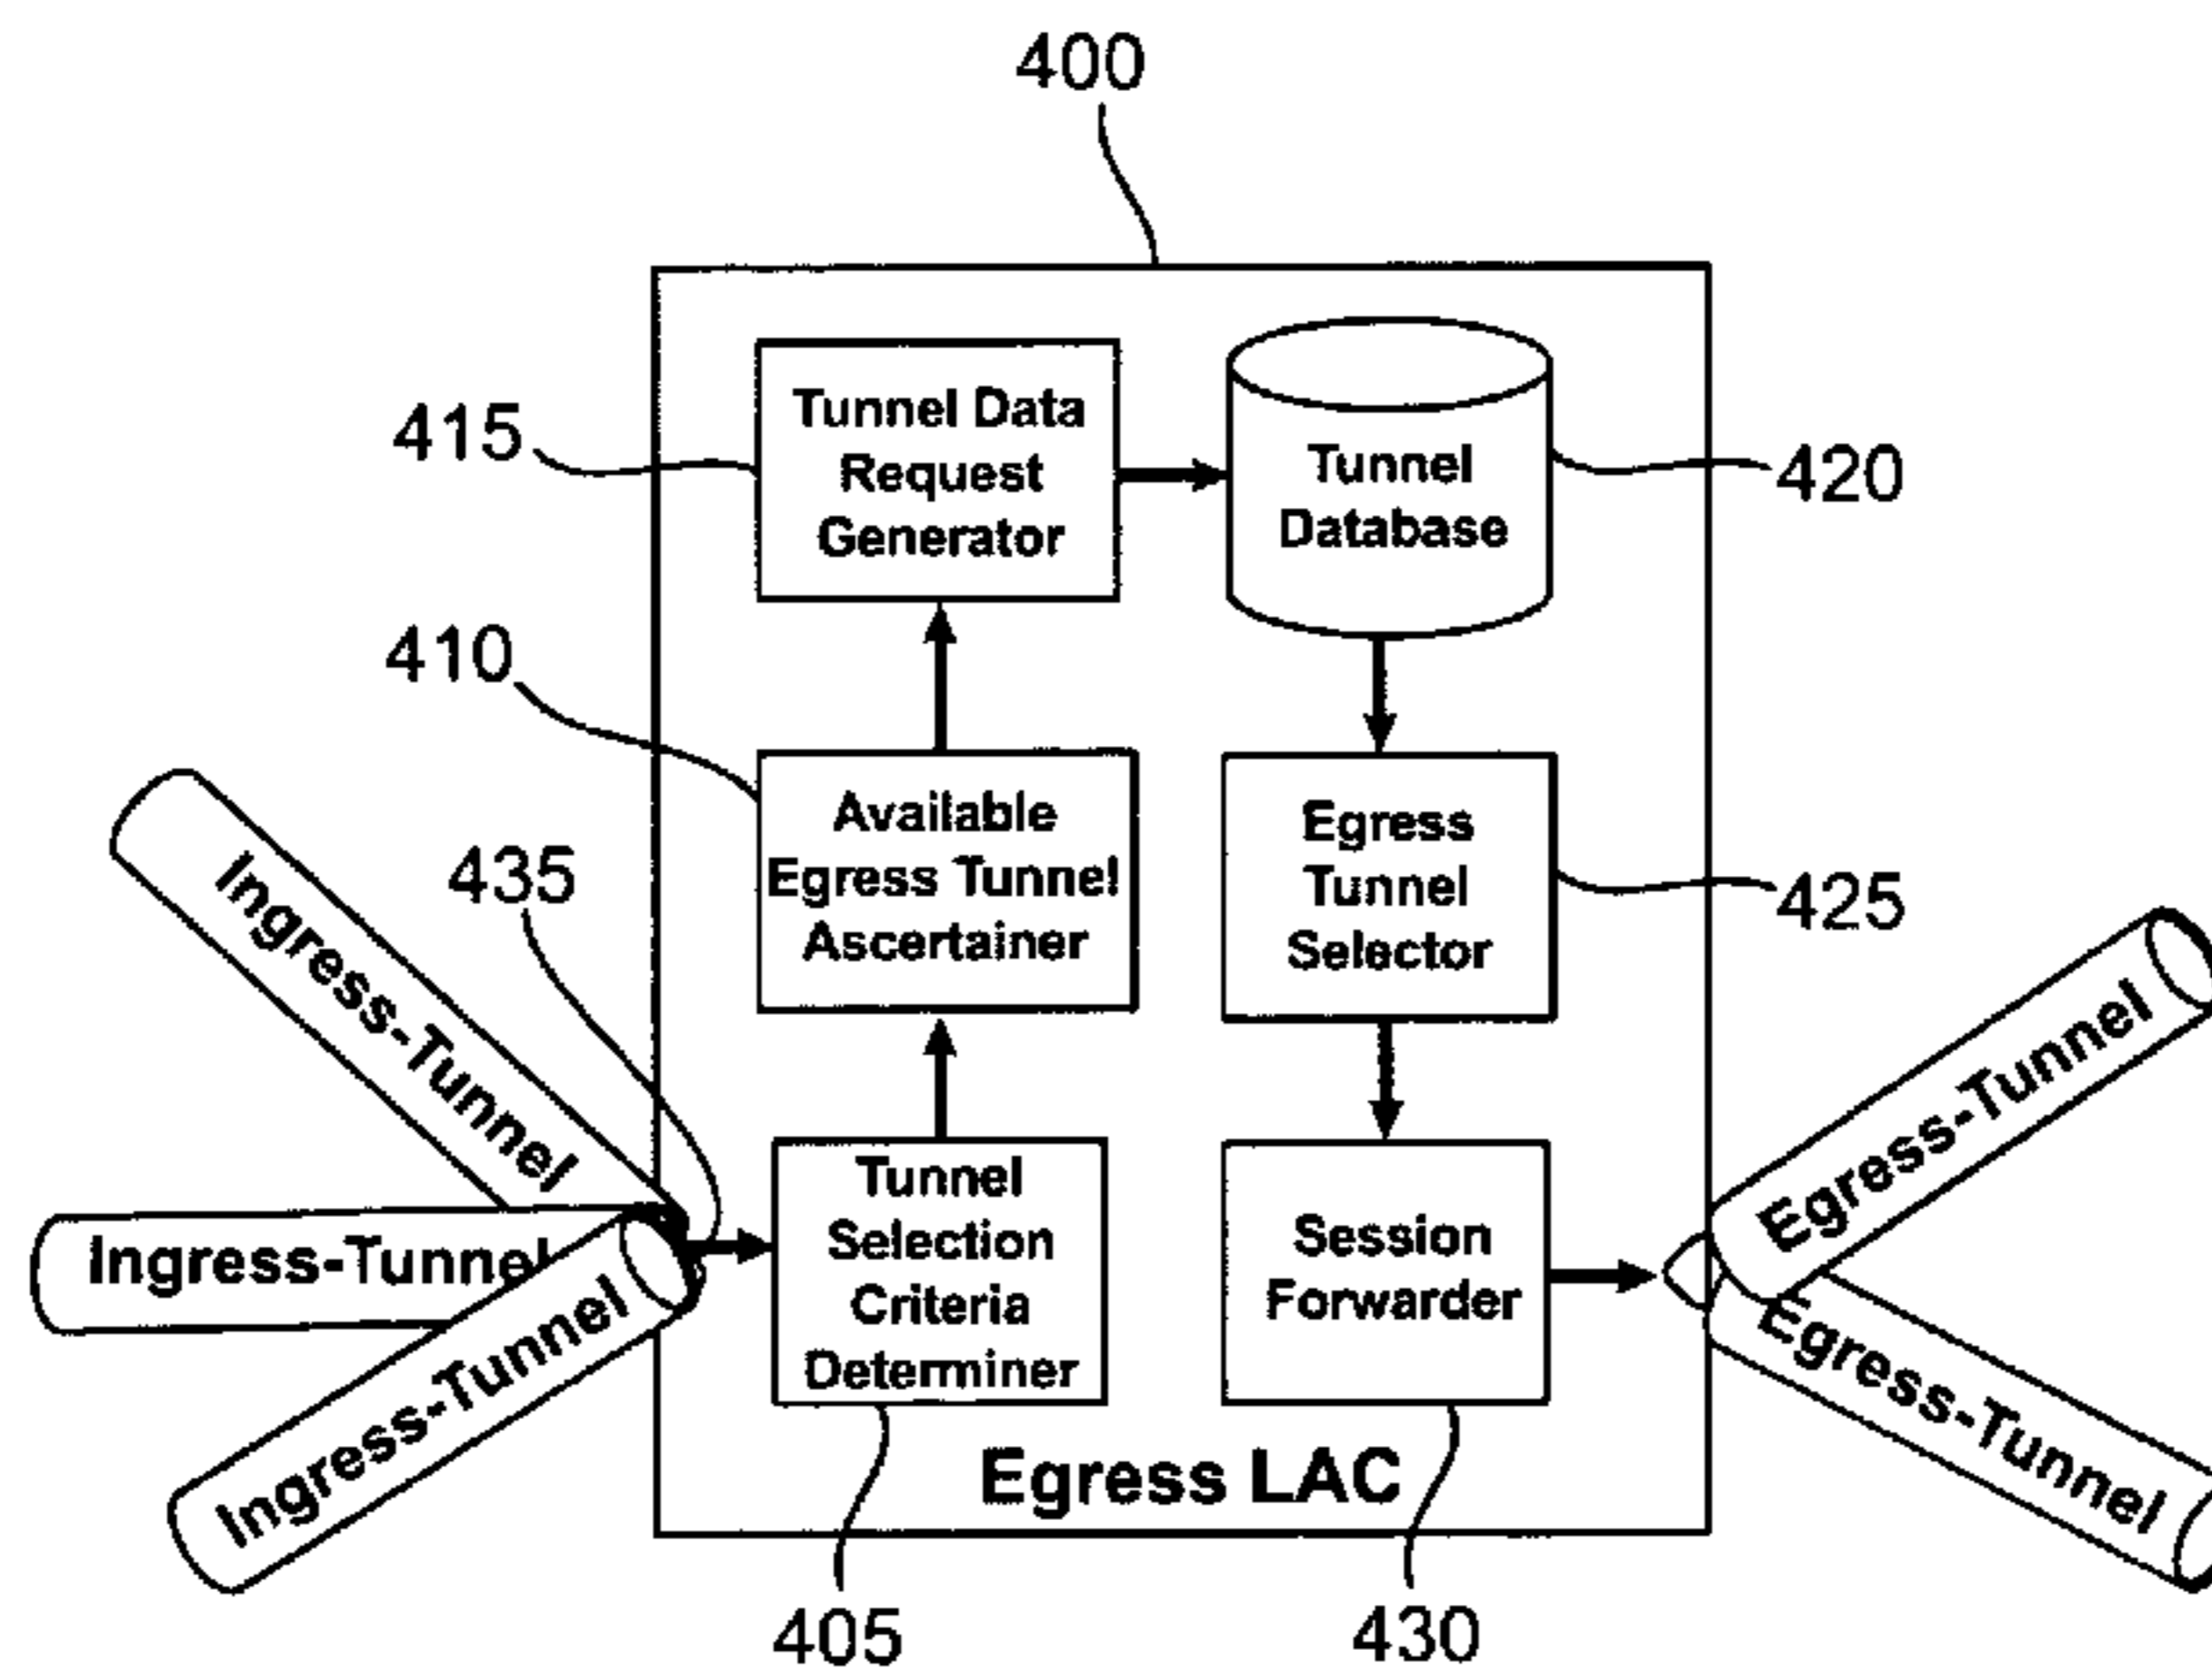 400
415
Tunnel Data
Request
Generator
Tunnel
Database
420
410
Available
Egress Tunnel
Ascertainer
Egress
Tunnel
Selector
425
435
Ingress-Tunnel
Ingress-Tunnel
Ingress-Tunnel
Tunnel
Selection
Criteria
Determiner
Session
Forwarder
Egress-Tunnel
Egress-Tunnel
Egress LAC
405
430